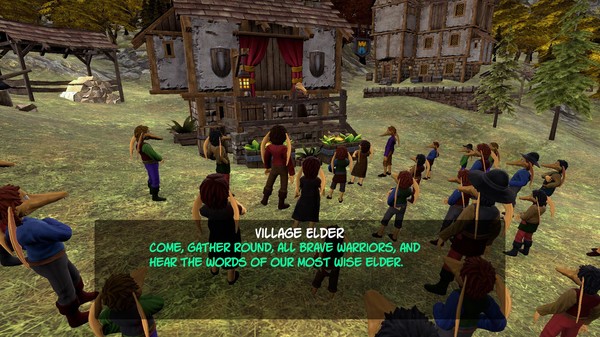 VILLAGE ELDER
COME, GATHER ROUND, ALL BRAVE WARRIORS, AND
HEAR THE WORDS OF OUR MOST WISE ELDER.